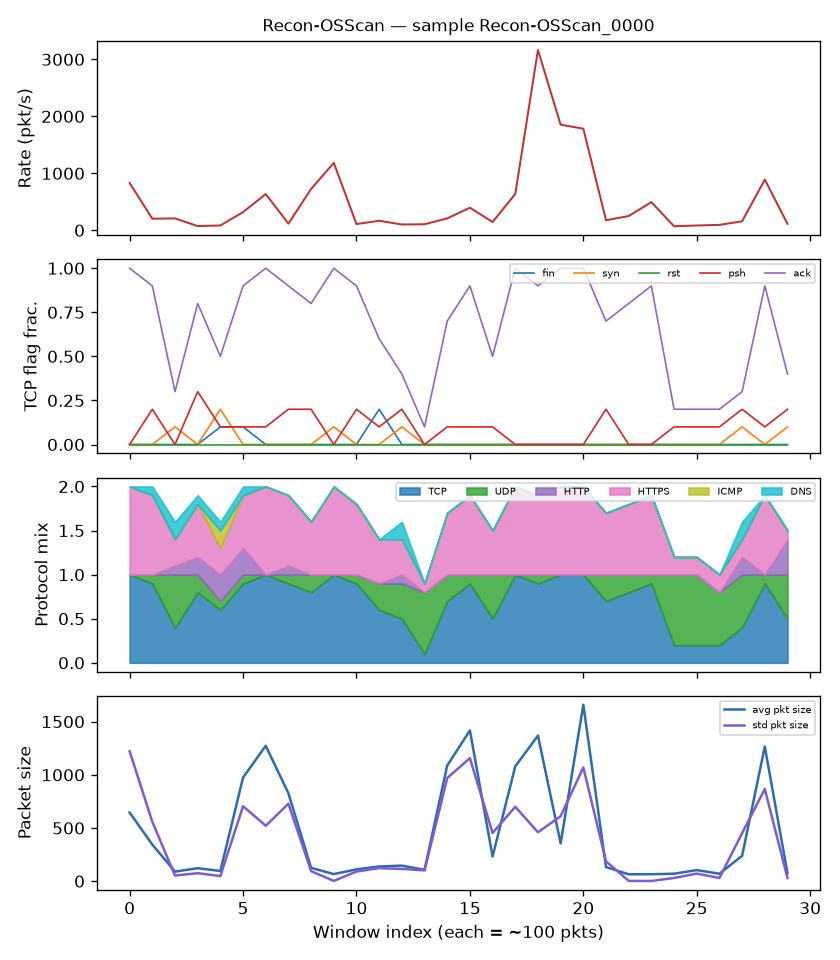 Recon-OSScan — sample Recon-OSScan_0000
3000
2000
1000
0
Rate (pkt/s)
fin syn rst psh ack
1.00
0.75
0.50
0.25
0.00
TCP flag frac.
TCP UDP HTTP HTTPS ICMP DNS
2.0
1.5
1.0
0.5
0.0
Protocol mix
avg pkt size
std pkt size
1500
1000
500
0
Packet size
0 5 10 15 20 25 30
Window index (each = ~100 pkts)